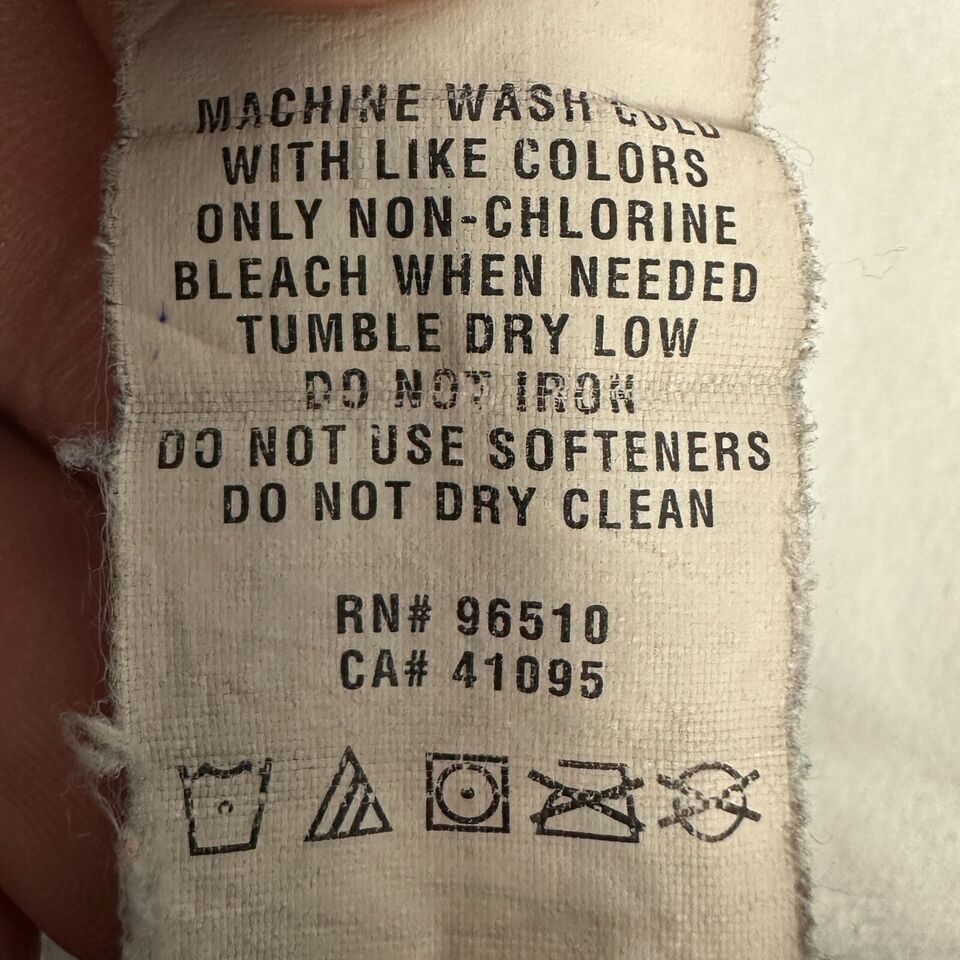 MACHINE WASH COLD
WITH LIKE COLORS
ONLY NON-CHLORINE
BLEACH WHEN NEEDED
TUMBLE DRY LOW
DO NOT IRON
DO NOT USE SOFTENERS
DO NOT DRY CLEAN
RN# 96510
CA# 41095